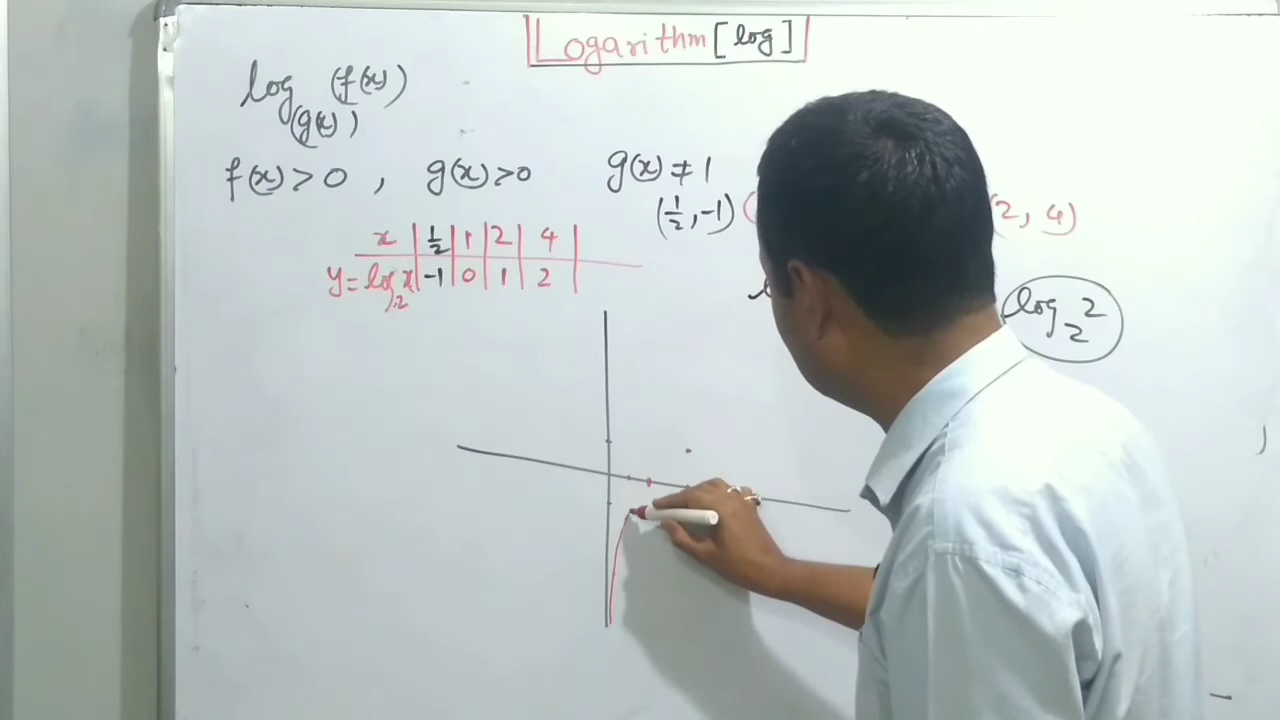 Logarithm [log]
log(g(x)) (f(x))
f(x) > 0 , g(x) > 0 g(x) ≠ 1
(1/2, -1) ( 2, 4)
x | 1/2 | 1 | 2 | 4 |
y = log₂x | -1 | 0 | 1 | 2 |
log₂ 2